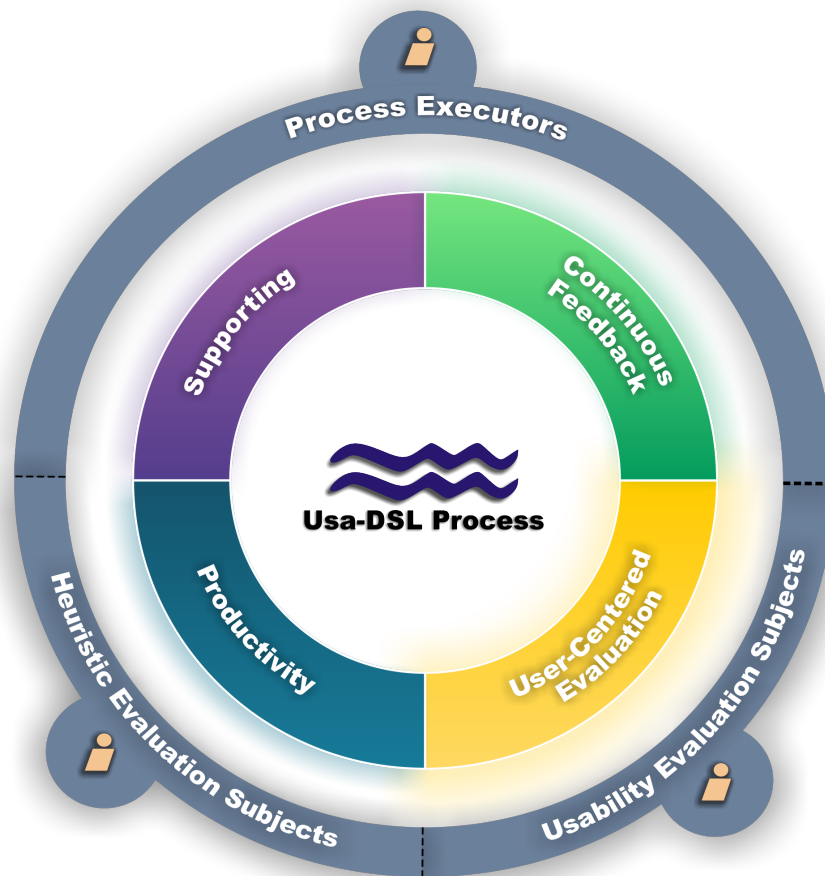 Process Executors
Supporting
Continuous
Feedback
Usa-DSL Process
Productivity
User-Centered
Evaluation
Heuristic Evaluation Subjects
Usability Evaluation Subjects